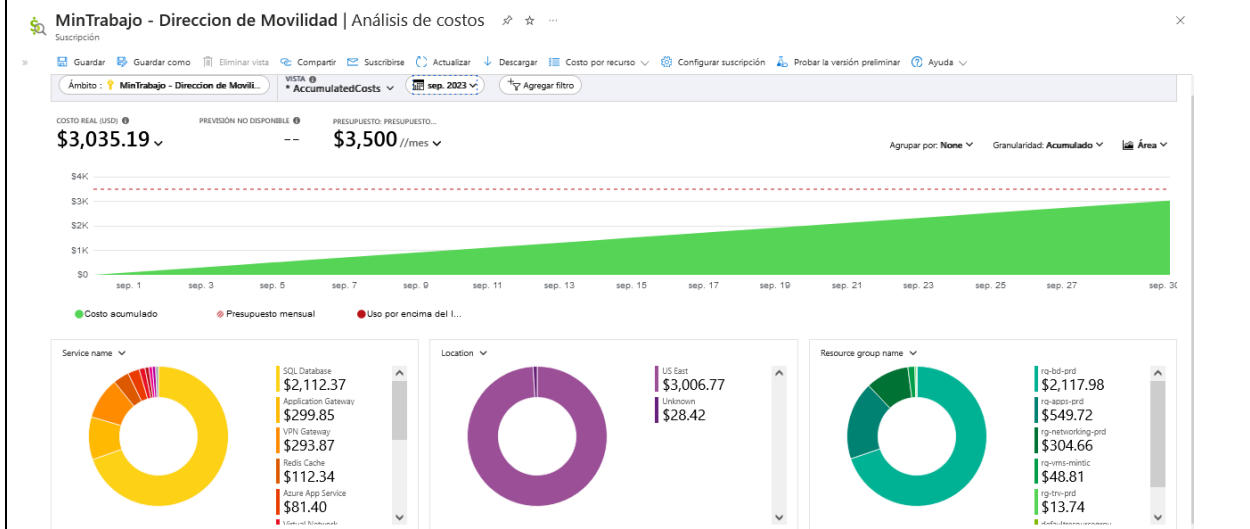 MinTrabajo - Direccion de Movilidad | Análisis de costos
Suscripción
Guardar Guardar como Eliminar vista Compartir Suscribirse Actualizar Descargar Costo por recurso Configurar suscripción Probar la versión preliminar Ayuda
Ámbito : MinTrabajo - Direccion de Movili... VISTA * AccumulatedCosts sep. 2023 Agregar filtro
COSTO REAL (USD) PREVISIÓN NO DISPONIBLE PRESUPUESTO: PRESUPUESTO...
$3,035.19 -- $3,500 //mes
Agrupar por: None Granularidad: Acumulado Área
$4K
$3K
$2K
$1K
$0
sep. 1 sep. 3 sep. 5 sep. 7 sep. 9 sep. 11 sep. 13 sep. 15 sep. 17 sep. 19 sep. 21 sep. 23 sep. 25 sep. 27 sep. 30
Costo acumulado Presupuesto mensual Uso por encima del l...
Service name
SQL Database
$2,112.37
Application Gateway
$299.85
VPN Gateway
$293.87
Redis Cache
$112.34
Azure App Service
$81.40
Virtual Network
Location
US East
$3,006.77
Unknown
$28.42
Resource group name
rg-bd-prd
$2,117.98
rg-apps-prd
$549.72
rg-networking-prd
$304.66
rg-vms-mintic
$48.81
rg-trv-prd
$13.74
defaultresourcegroup